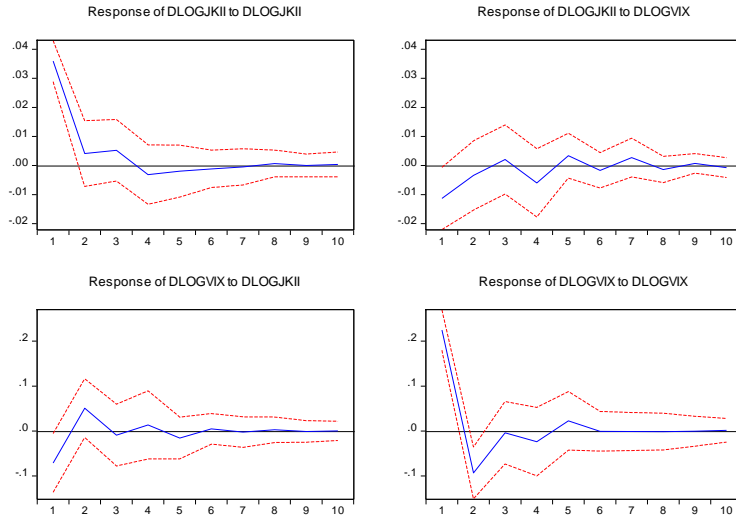 Response of DLOGJKII to DLOGJKII
.04
.03
.02
.01
.00
-.01
-.02
1 2 3 4 5 6 7 8 9 10
Response of DLOGJKII to DLOGVIX
.04
.03
.02
.01
.00
-.01
-.02
1 2 3 4 5 6 7 8 9 10
Response of DLOGVIX to DLOGJKII
.2
.1
.0
-.1
1 2 3 4 5 6 7 8 9 10
Response of DLOGVIX to DLOGVIX
.2
.1
.0
-.1
1 2 3 4 5 6 7 8 9 10